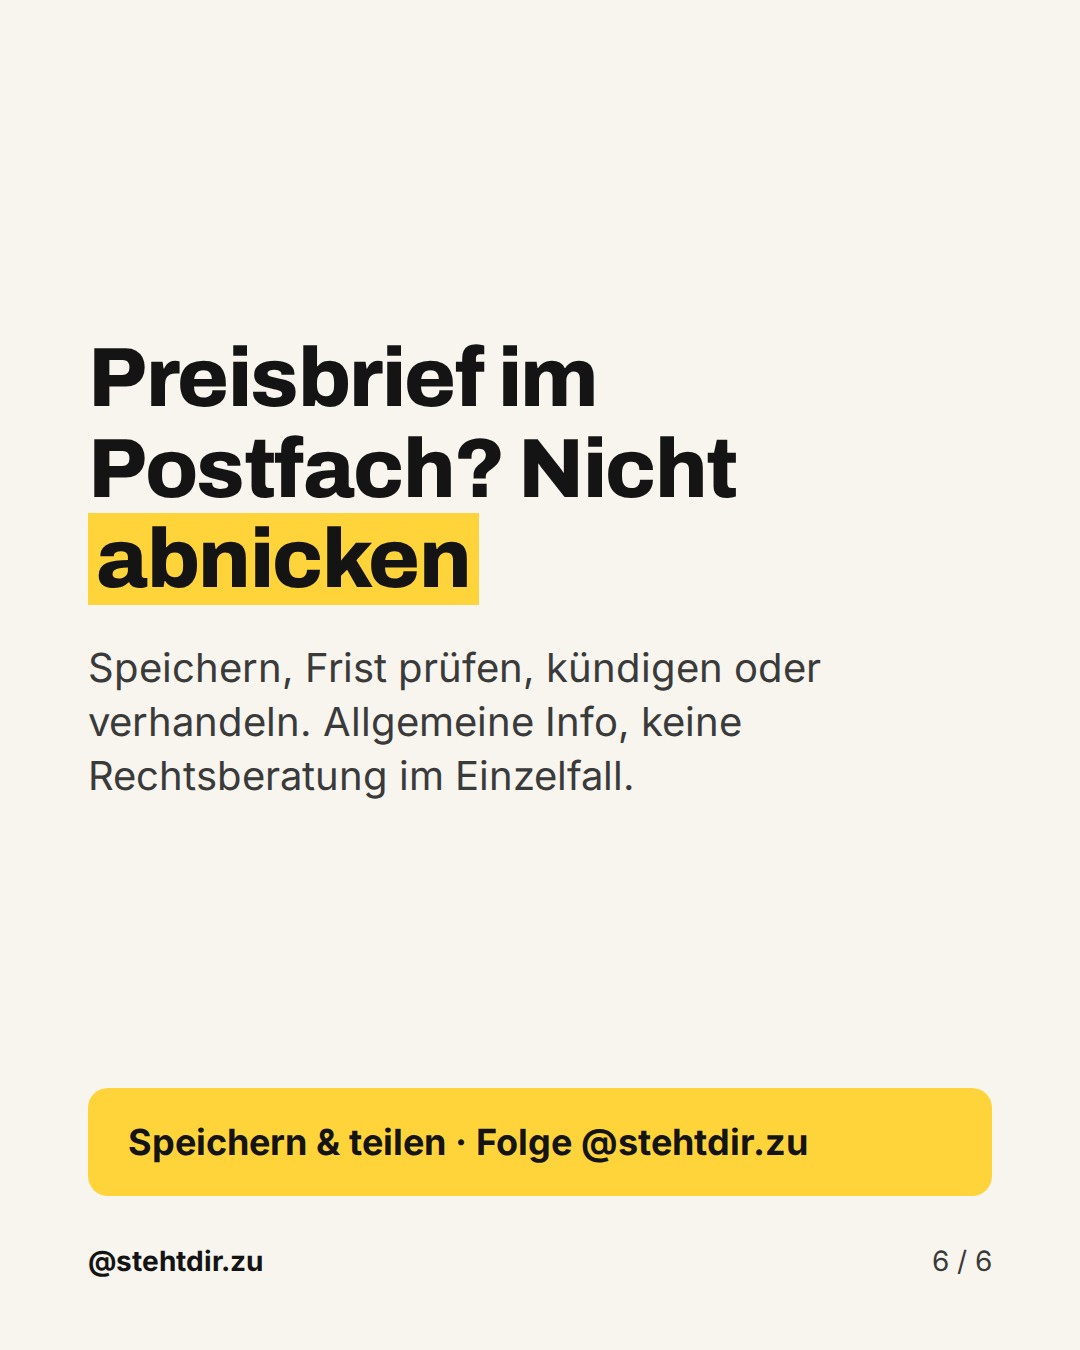 Preisbrief im
Postfach? Nicht
abnicken
Speichern, Frist prüfen, kündigen oder
verhandeln. Allgemeine Info, keine
Rechtsberatung im Einzelfall.
Speichern & teilen · Folge @stehtdir.zu
@stehtdir.zu
6 / 6